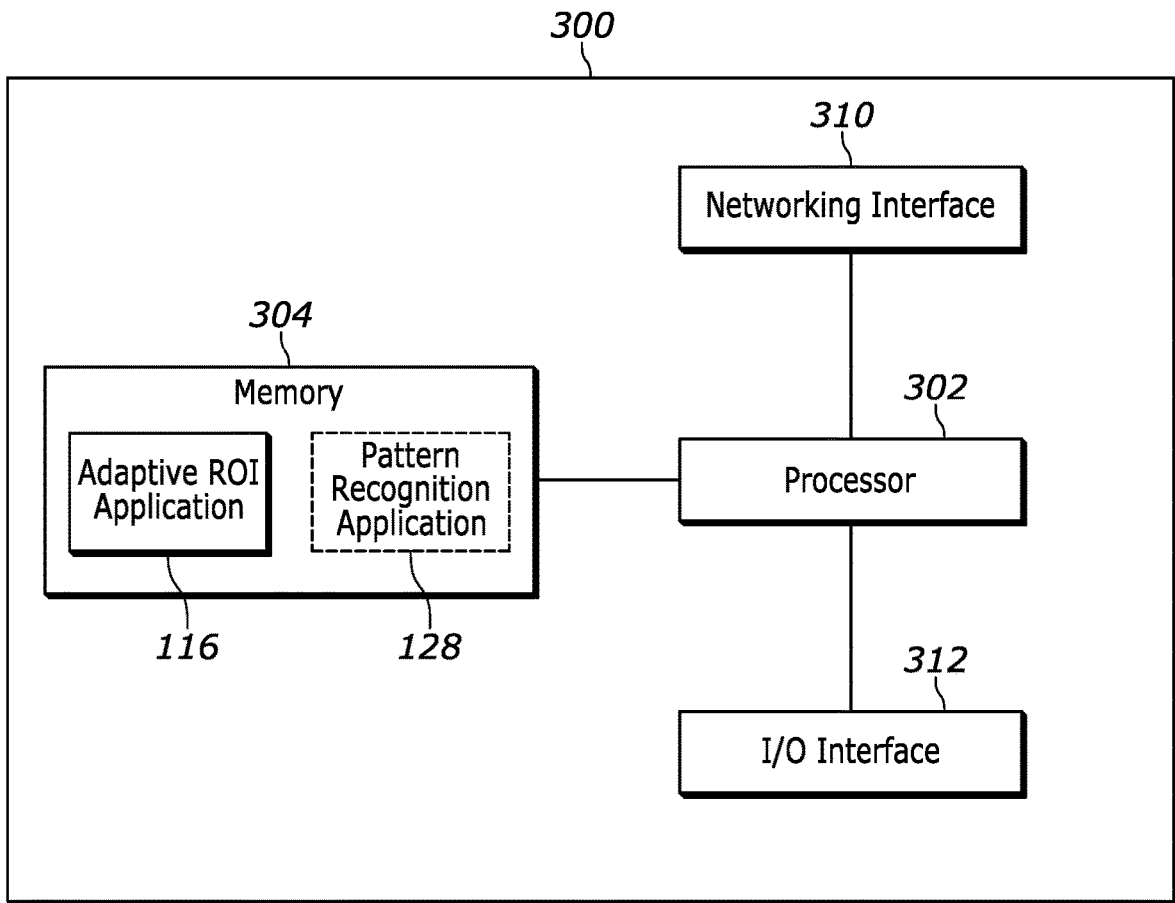 300
310
Networking Interface
304
Memory
302
Adaptive ROI
Application
Pattern
Recognition
Application
Processor
116
128
312
I/O Interface